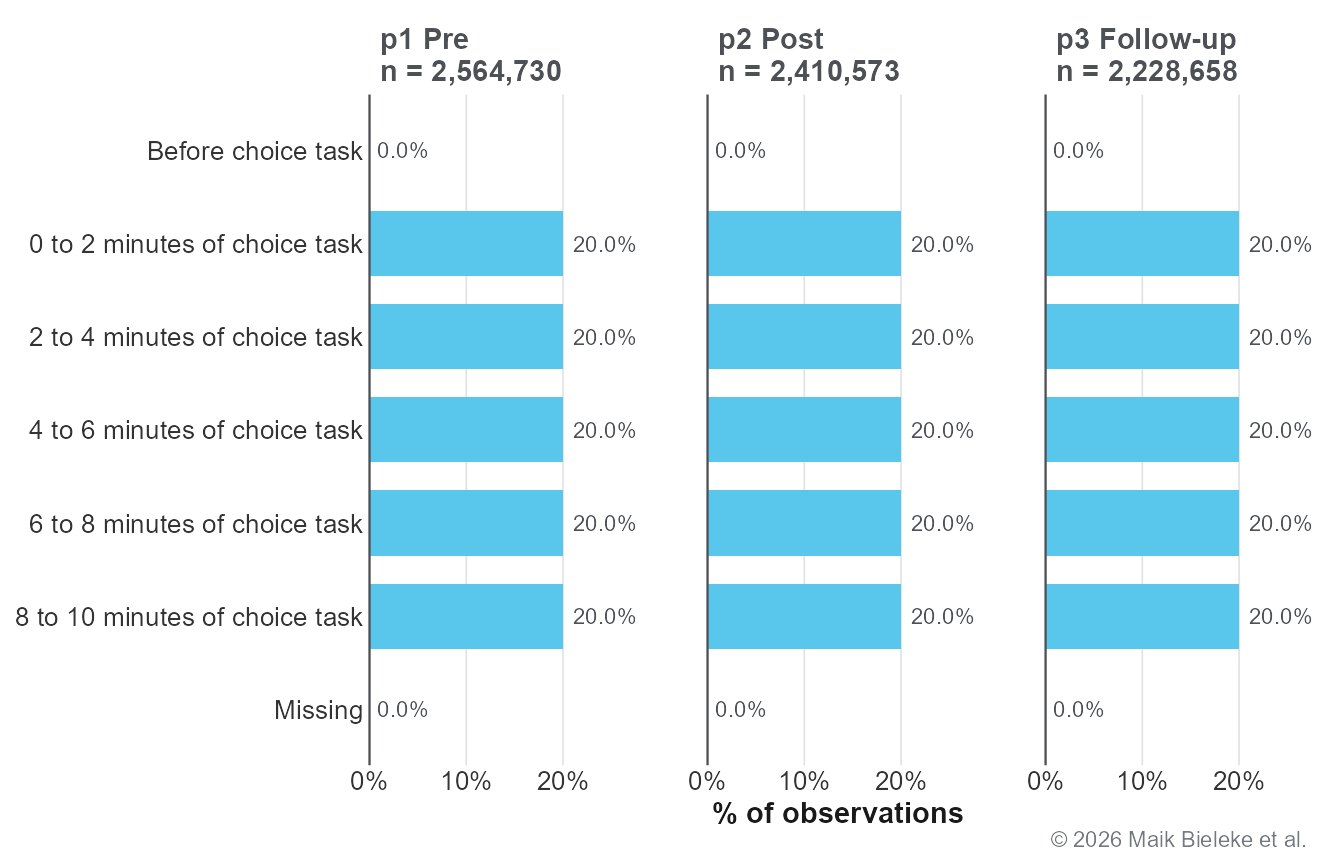 p1 Pre
n = 2,564,730
p2 Post
n = 2,410,573
p3 Follow-up
n = 2,228,658
Before choice task
0.0%
0.0%
0.0%
0 to 2 minutes of choice task
20.0%
20.0%
20.0%
2 to 4 minutes of choice task
20.0%
20.0%
20.0%
4 to 6 minutes of choice task
20.0%
20.0%
20.0%
6 to 8 minutes of choice task
20.0%
20.0%
20.0%
8 to 10 minutes of choice task
20.0%
20.0%
20.0%
Missing
0.0%
0.0%
0.0%
0% 10% 20%
0% 10% 20%
0% 10% 20%
% of observations
© 2026 Maik Bieleke et al.